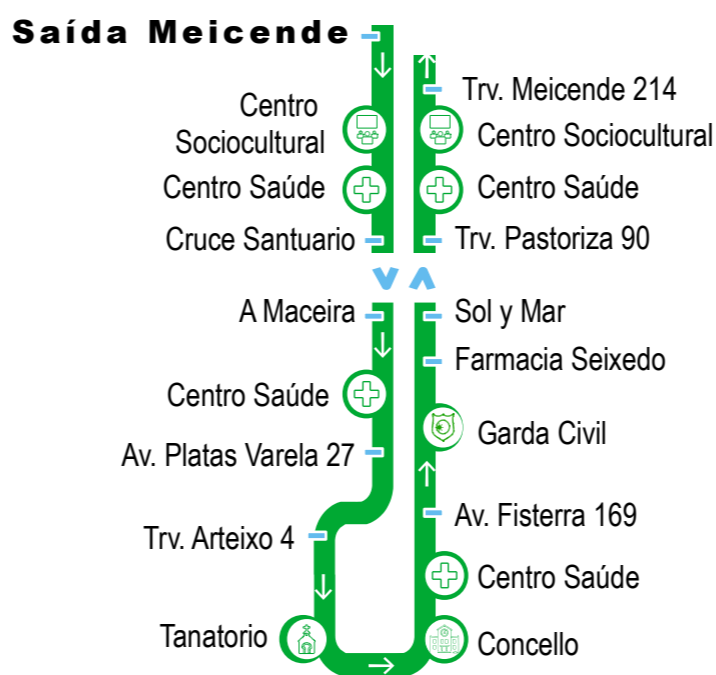 Saída Meicende
Centro
Sociocultural
Centro Saúde
Cruce Santuario
A Maceira
Centro Saúde
Av. Platas Varela 27
Trv. Arteixo 4
Tanatorio
Trv. Meicende 214
Centro Sociocultural
Centro Saúde
Trv. Pastoriza 90
Sol y Mar
Farmacia Seixedo
Garda Civil
Av. Fisterra 169
Centro Saúde
Concello